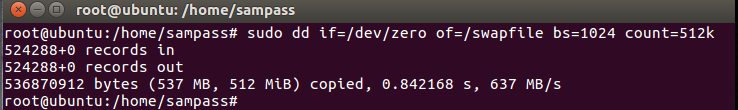 root@ubuntu: /home/sampass
root@ubuntu:/home/sampass# sudo dd if=/dev/zero of=/swapfile bs=1024 count=512k
524288+0 records in
524288+0 records out
536870912 bytes (537 MB, 512 MiB) copied, 0.842168 s, 637 MB/s
root@ubuntu:/home/sampass#